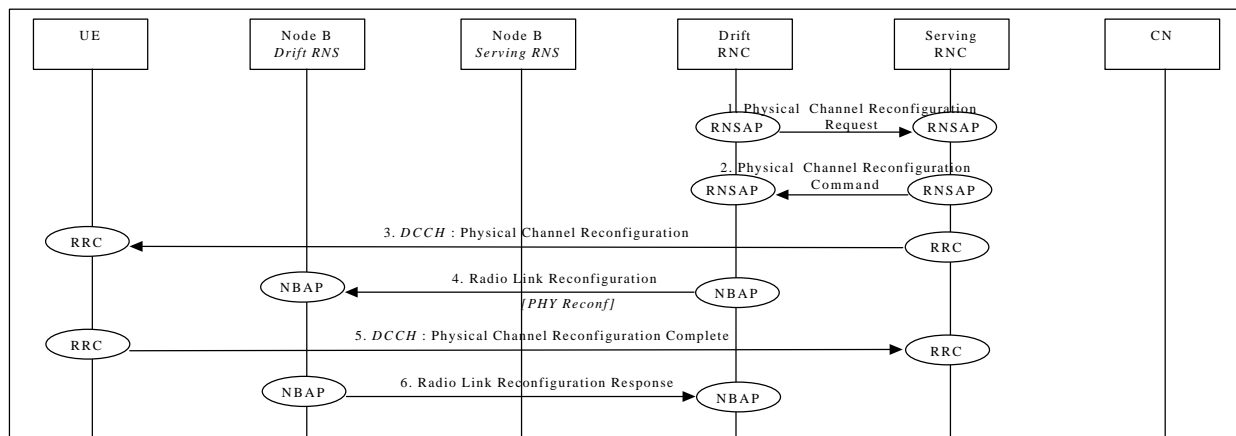 UE
Node B
Drift RNS
Node B
Serving RNS
Drift
RNC
Serving
RNC
CN
1. Physical Channel Reconfiguration
Request
RNSAP
RNSAP
2. Physical Channel Reconfiguration
Command
RNSAP
RNSAP
3. DCCH : Physical Channel Reconfiguration
RRC
RRC
4. Radio Link Reconfiguration
[PHY Reconf]
NBAP
NBAP
5. DCCH : Physical Channel Reconfiguration Complete
RRC
RRC
6. Radio Link Reconfiguration Response
NBAP
NBAP